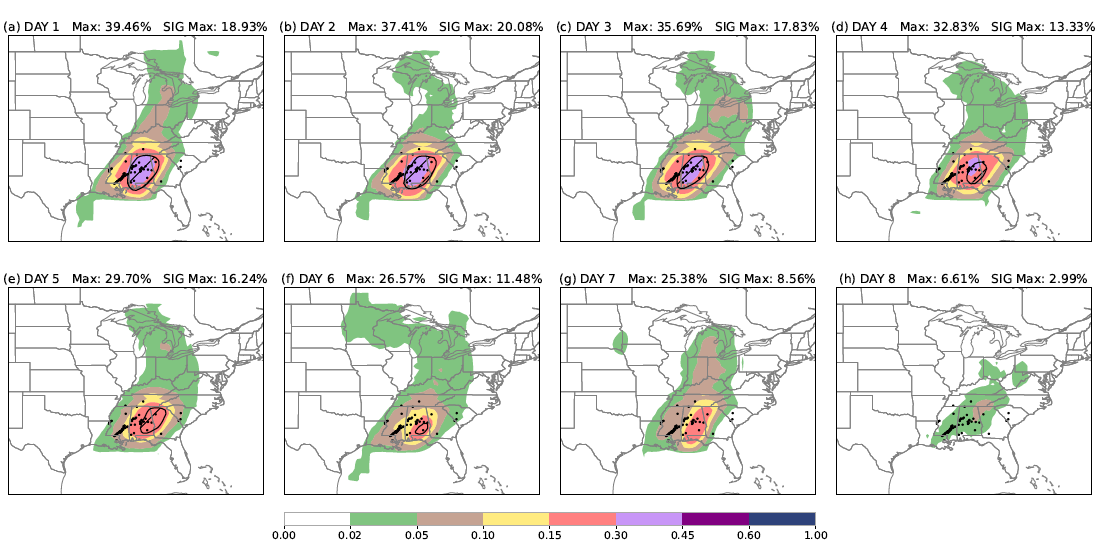 (a) DAY 1 Max: 39.46% SIG Max: 18.93%
(b) DAY 2 Max: 37.41% SIG Max: 20.08%
(c) DAY 3 Max: 35.69% SIG Max: 17.83%
(d) DAY 4 Max: 32.83% SIG Max: 13.33%
(e) DAY 5 Max: 29.70% SIG Max: 16.24%
(f) DAY 6 Max: 26.57% SIG Max: 11.48%
(g) DAY 7 Max: 25.38% SIG Max: 8.56%
(h) DAY 8 Max: 6.61% SIG Max: 2.99%
0.00 0.02 0.05 0.10 0.15 0.30 0.45 0.60 1.00